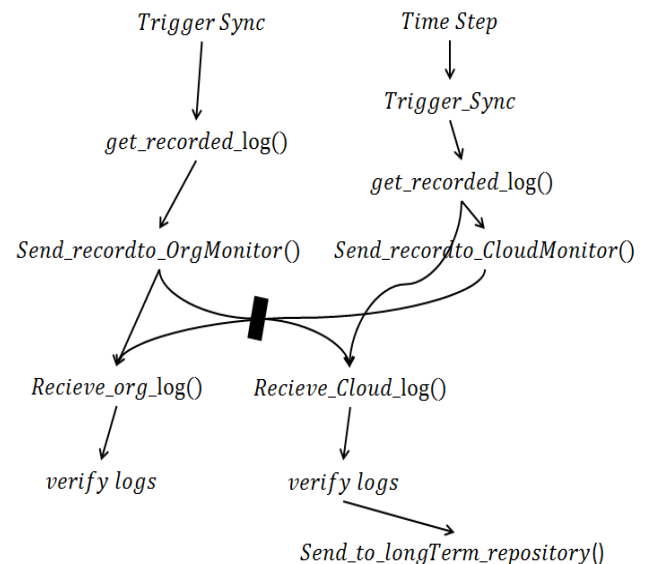 Trigger Sync
Time Step
Trigger_Sync
get_recorded_log()
get_recorded_log()
Send_recordto_OrgMonitor()
Send_recordto_CloudMonitor()
Recieve_org_log()
Recieve_Cloud_log()
verify logs
verify logs
Send_to_longTerm_repository()